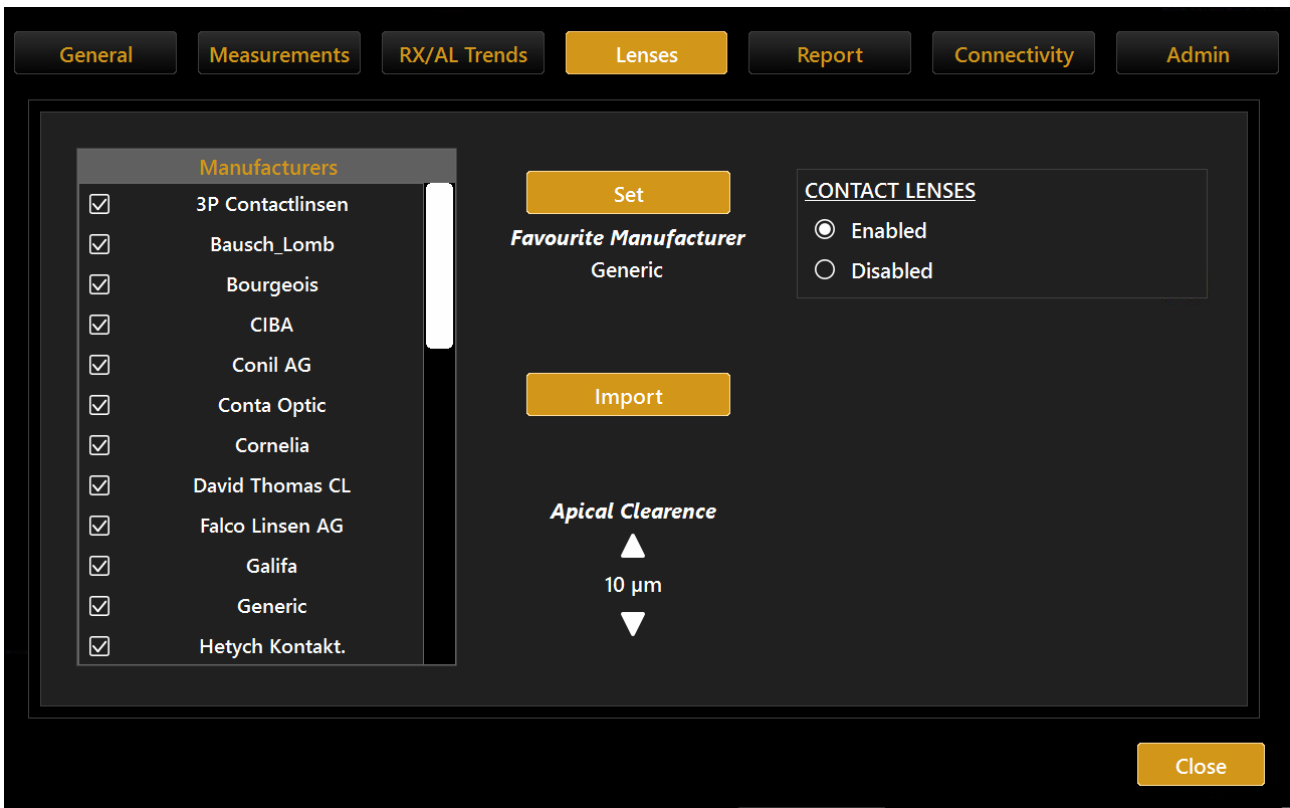 General
Measurements
RX/AL Trends
Lenses
Report
Connectivity
Admin
Manufacturers
3P Contactlinsen
Bausch_Lomb
Bourgeois
CIBA
Conil AG
Conta Optic
Cornelia
David Thomas CL
Falco Linsen AG
Galifa
Generic
Hetych Kontakt.
Set
Favourite Manufacturer
Generic
Import
Apical Clearence
10 µm
CONTACT LENSES
Enabled
Disabled
Close